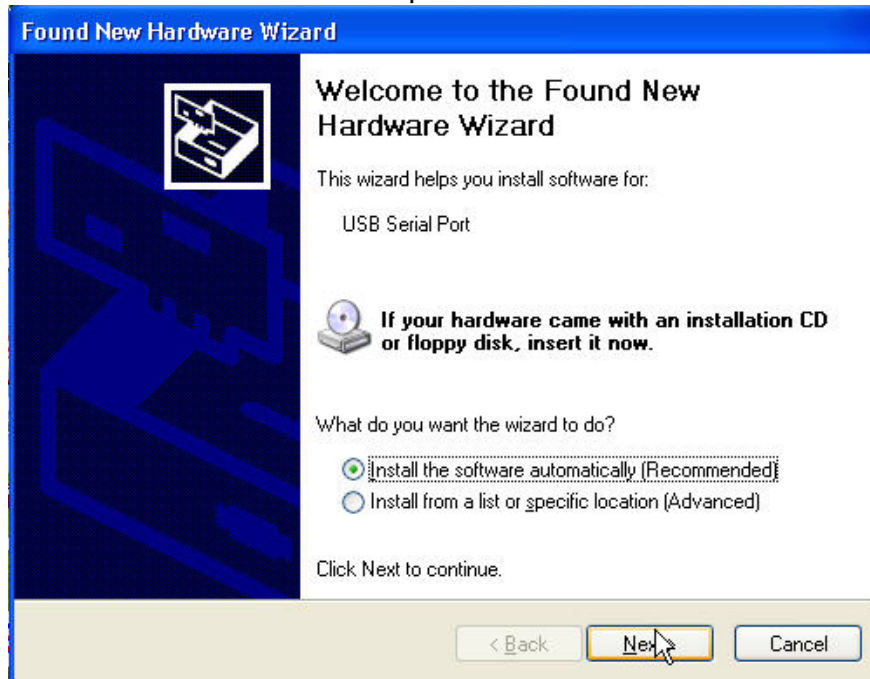 Found New Hardware Wizard
Welcome to the Found New
Hardware Wizard
This wizard helps you install software for:
USB Serial Port
If your hardware came with an installation CD
or floppy disk, insert it now.
What do you want the wizard to do?
Install the software automatically (Recommended)
Install from a list or specific location (Advanced)
Click Next to continue.
< Back
Next >
Cancel